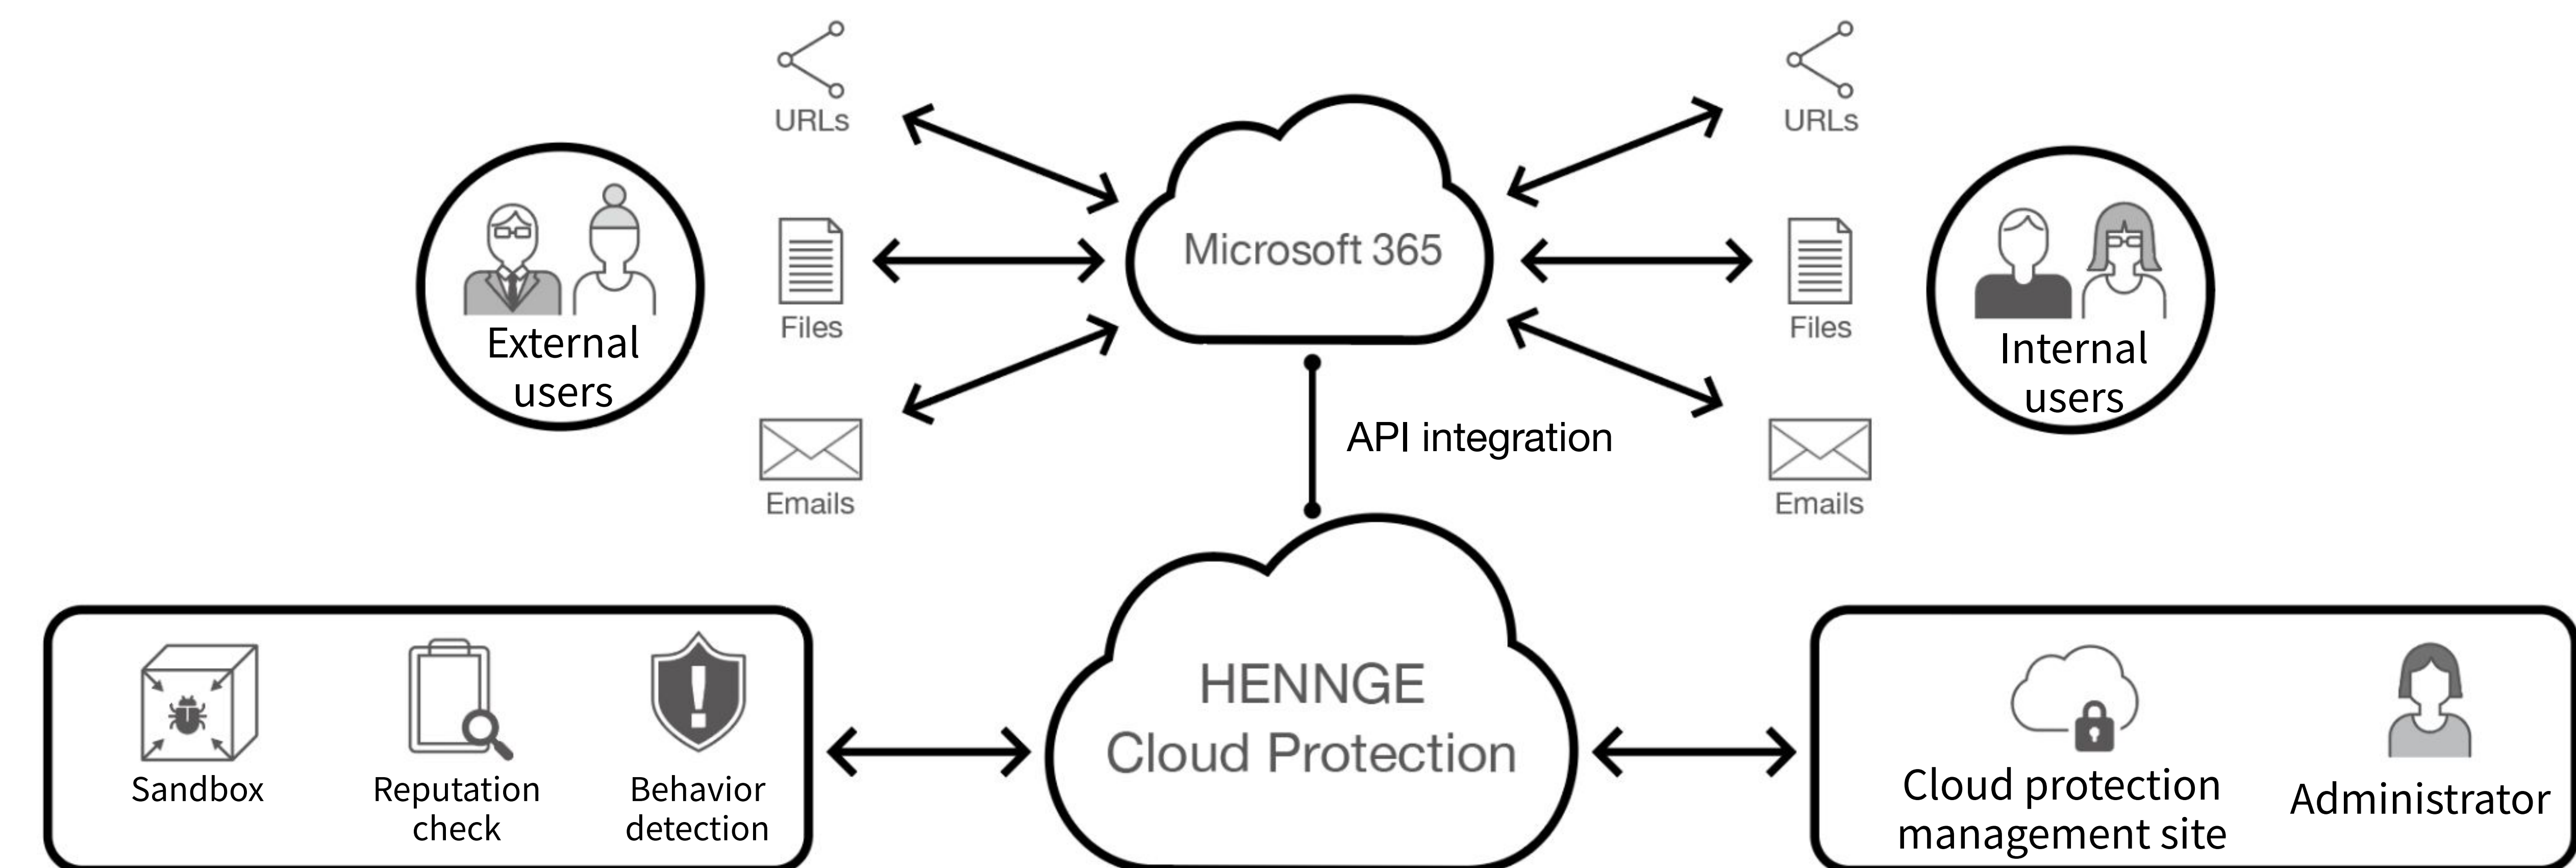 URLs
URLs
Microsoft 365
External
users
Files
Files
Internal
users
API integration
Emails
Emails
HENNGE
Cloud Protection
Sandbox
Reputation
check
Behavior
detection
Cloud protection
management site
Administrator